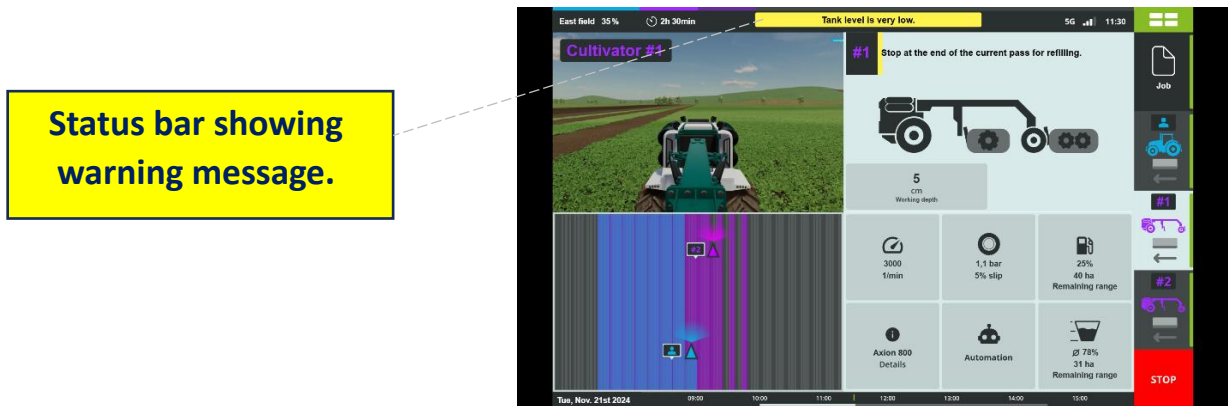 Status bar showing
warning message.
East field 35%
2h 30min
Tank level is very low.
5G
11:30
Cultivator #1
#1
Stop at the end of the current pass for refilling.
Job
5
cm
Working depth
#1
#2
3000
1/min
1,1 bar
5% slip
25%
40 ha
Remaining range
#2
Axion 800
Details
Automation
Ø 78%
31 ha
Remaining range
STOP
Tue, Nov. 21st 2024
09:00
10:00
11:00
12:00
13:00
14:00
15:00